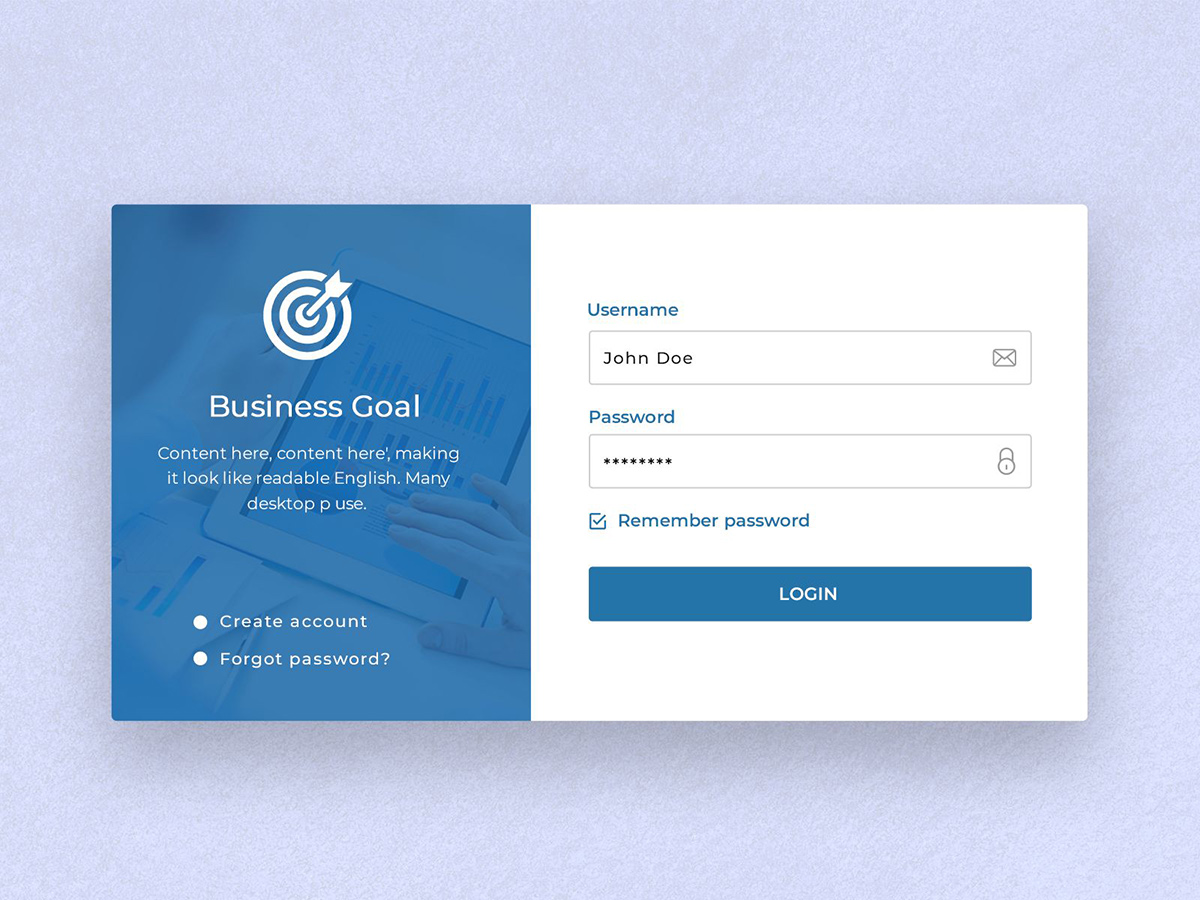 Business Goal
Content here, content here', making
it look like readable English. Many
desktop p use.
Create account
Forgot password?
Username
John Doe
Password
********
Remember password
LOGIN